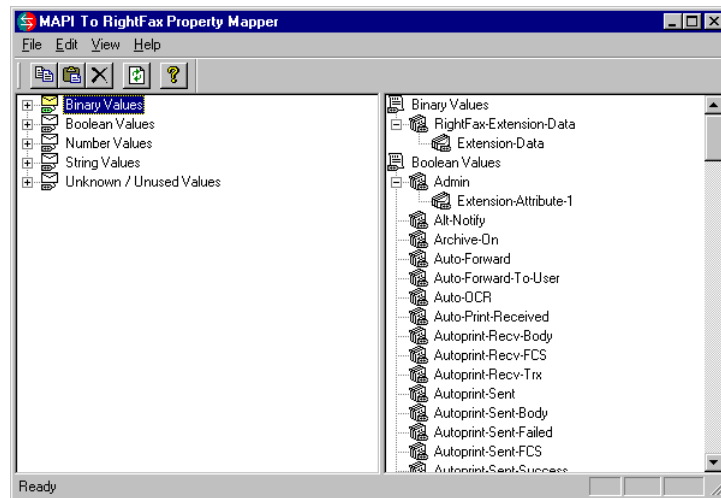 MAPI To RightFax Property Mapper
File Edit View Help
Binary Values
Boolean Values
Number Values
String Values
Unknown / Unused Values
Binary Values
RightFax-Extension-Data
Extension-Data
Boolean Values
Admin
Extension-Attribute-1
Alt-Notify
Archive-On
Auto-Forward
Auto-Forward-To-User
Auto-OCR
Auto-Print-Received
Autoprint-Recv-Body
Autoprint-Recv-FCS
Autoprint-Recv-Trx
Autoprint-Sent
Autoprint-Sent-Body
Autoprint-Sent-Failed
Autoprint-Sent-FCS
Autoprint-Sent-Success
Ready